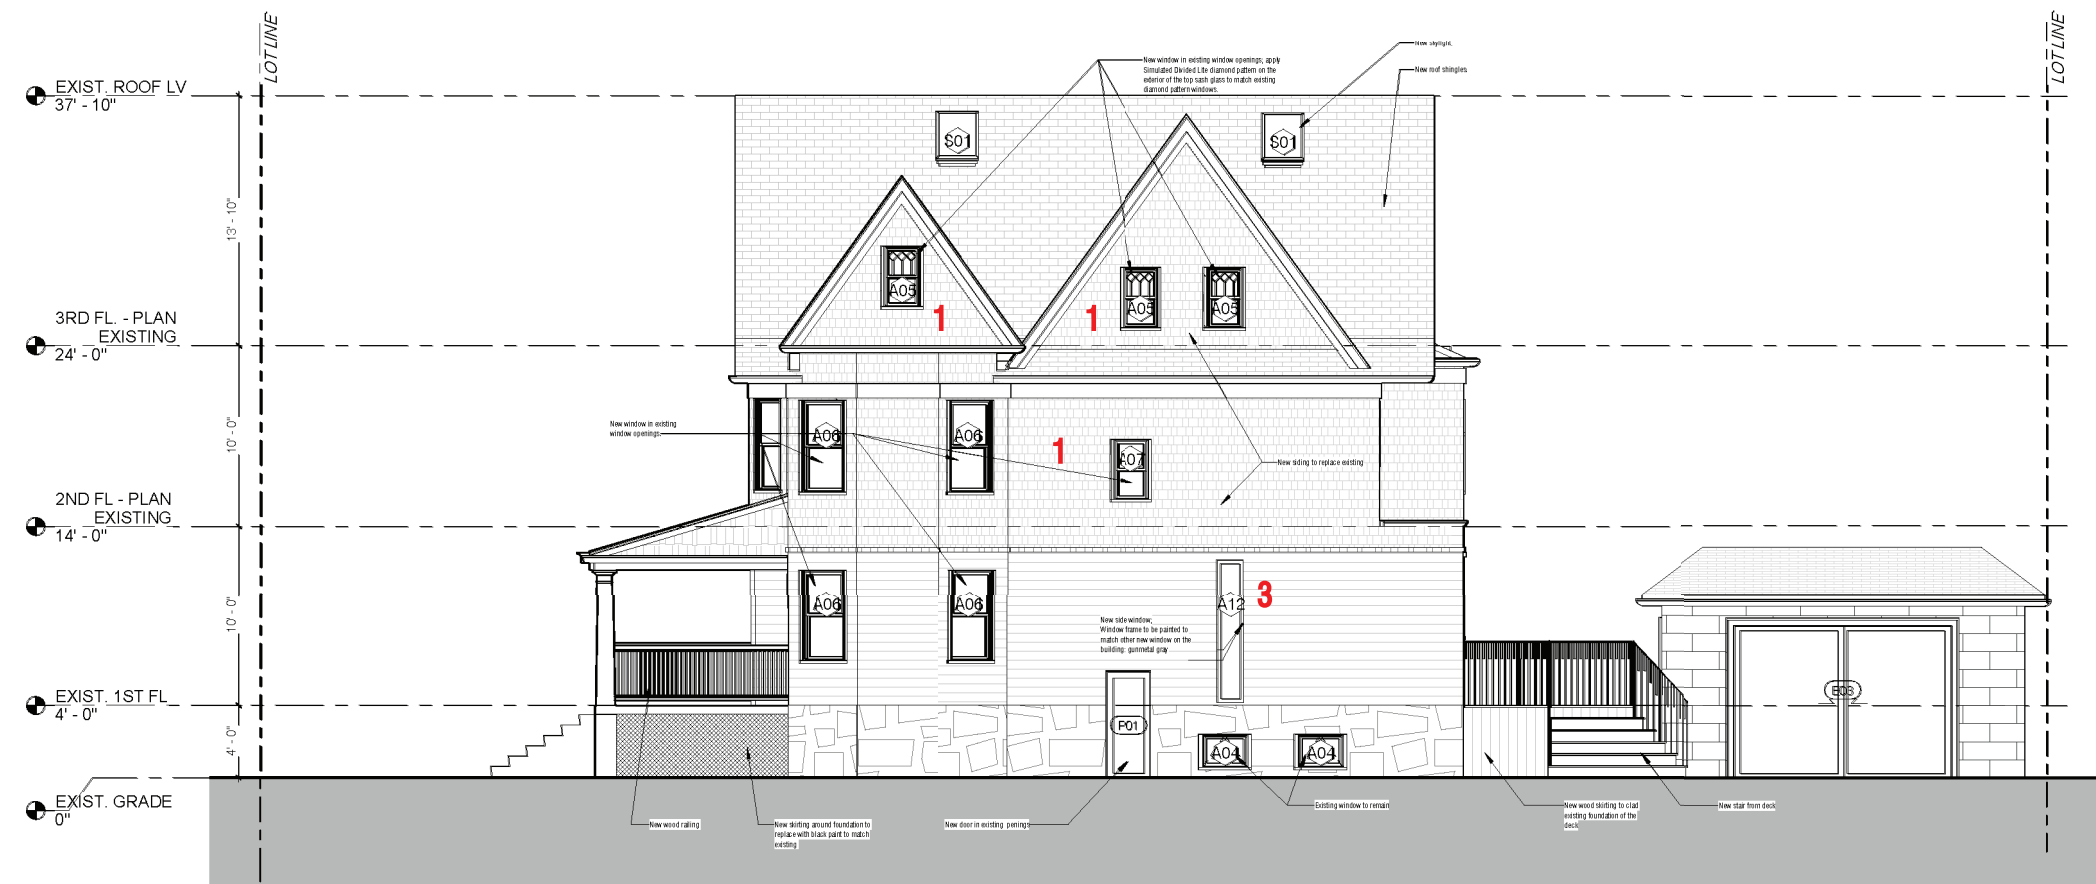 LOT LINE
LOT LINE
EXIST. ROOF LV
37' - 10"
13' - 10"
3RD FL. - PLAN
EXISTING
24' - 0"
10' - 0"
2ND FL - PLAN
EXISTING
14' - 0"
10' - 0"
EXIST. 1ST FL
4' - 0"
4' - 0"
EXIST. GRADE
0"
New window in existing window openings; apply
Simulated Divided Lite diamond pattern on the
exterior of the top sash glass to match existing
diamond pattern windows.
New skylight.
New roof shingles
S01
S01
A05
A05
A05
1
1
New window in existing
window openings.
A06
A06
1
A07
New siding to replace existing
A06
A06
A12
3
New side window;
Window frame to be painted to
match other new window on the
building: gunmetal gray
P01
A04
A04
E03
New wood railing
New skirting around foundation to
replace with black paint to match
existing
New door in existing penings
Existing window to remain
New wood skirting to clad
existing foundation of the
deck
New stair from deck